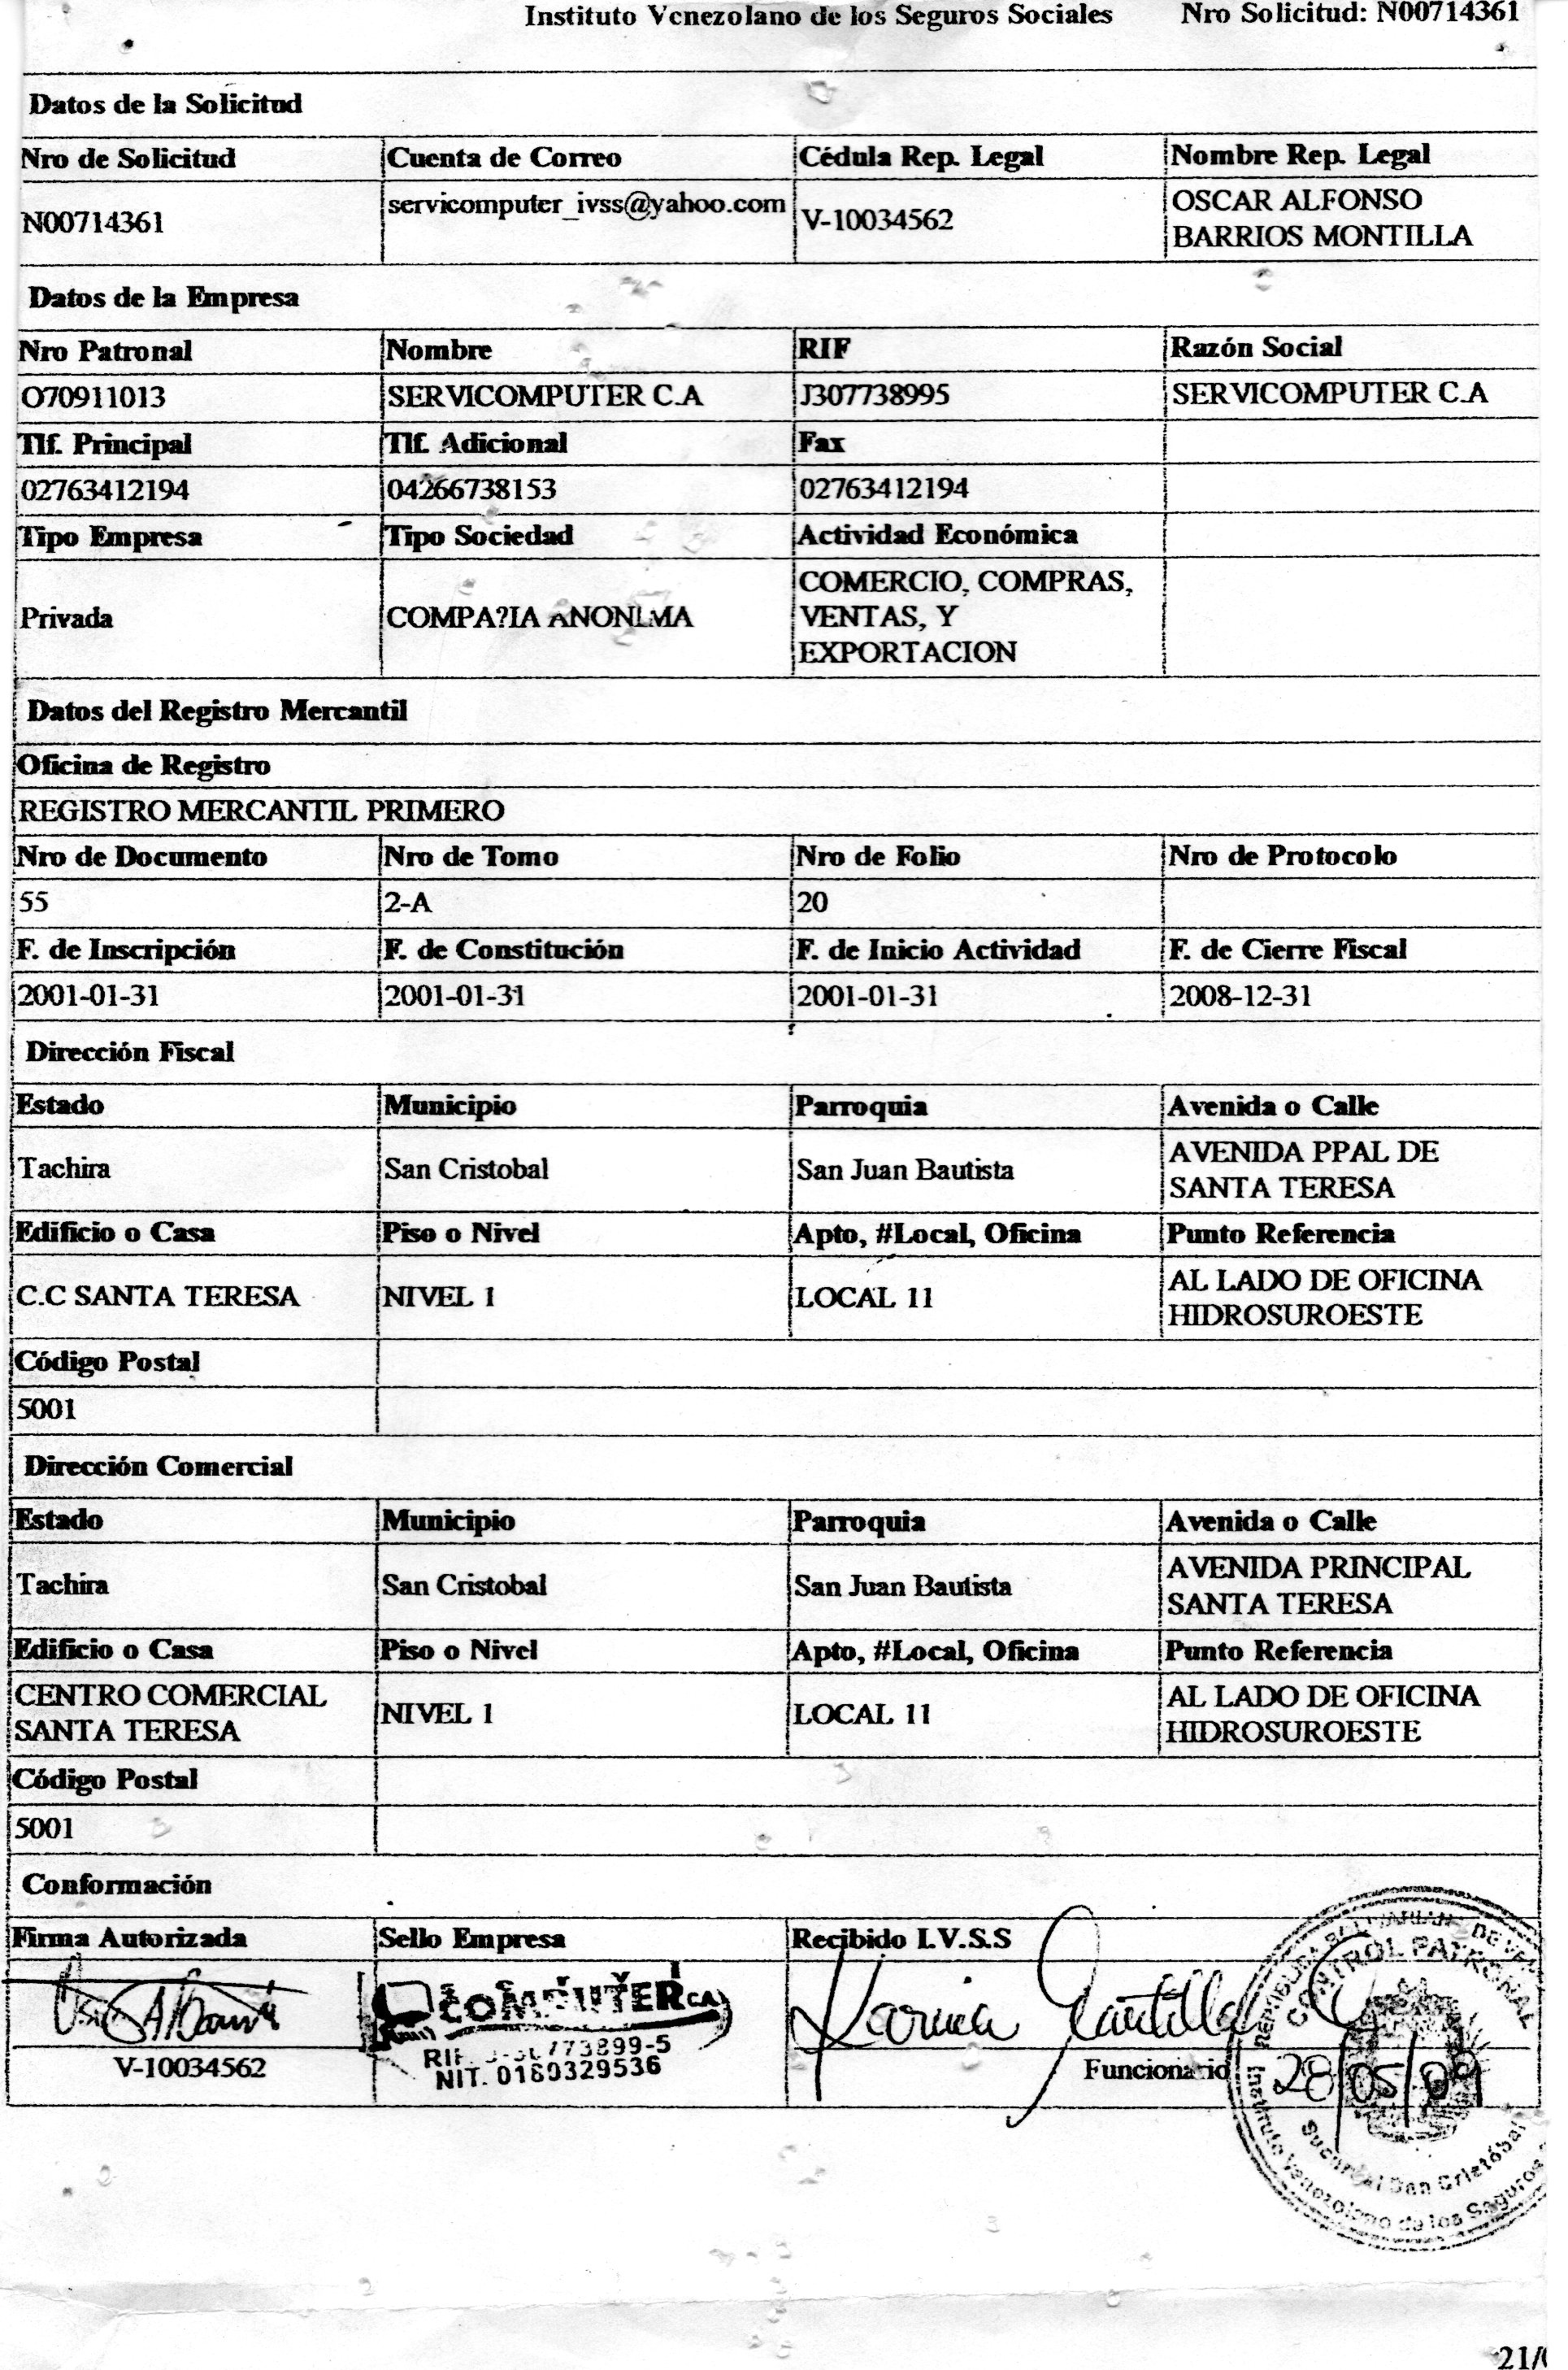 Instituto Venezolano de los Seguros Sociales Nro Solicitud: N00714361
Datos de la Solicitud
Nro de Solicitud Cuenta de Correo Cédula Rep. Legal Nombre Rep. Legal
N00714361 servicomputer_ivss@yahoo.com V-10034562 OSCAR ALFONSO
BARRIOS MONTILLA
Datos de la Empresa
Nro Patronal Nombre RIF Razón Social
O70911013 SERVICOMPUTER C.A J307738995 SERVICOMPUTER C.A
Tlf. Principal Tlf. Adicional Fax
02763412194 04266738153 02763412194
Tipo Empresa Tipo Sociedad Actividad Económica
Privada COMPA?IA ANONIMA COMERCIO, COMPRAS,
VENTAS, Y
EXPORTACION
Datos del Registro Mercantil
Oficina de Registro
REGISTRO MERCANTIL PRIMERO
Nro de Documento Nro de Tomo Nro de Folio Nro de Protocolo
55 2-A 20
F. de Inscripción F. de Constitución F. de Inicio Actividad F. de Cierre Fiscal
2001-01-31 2001-01-31 2001-01-31 2008-12-31
Dirección Fiscal
Estado Municipio Parroquia Avenida o Calle
Tachira San Cristobal San Juan Bautista AVENIDA PPAL DE
SANTA TERESA
Edificio o Casa Piso o Nivel Apto, #Local, Oficina Punto Referencia
C.C SANTA TERESA NIVEL 1 LOCAL 11 AL LADO DE OFICINA
HIDROSUROESTE
Código Postal
5001
Dirección Comercial
Estado Municipio Parroquia Avenida o Calle
Tachira San Cristobal San Juan Bautista AVENIDA PRINCIPAL
SANTA TERESA
Edificio o Casa Piso o Nivel Apto, #Local, Oficina Punto Referencia
CENTRO COMERCIAL
SANTA TERESA NIVEL 1 LOCAL 11 AL LADO DE OFICINA
HIDROSUROESTE
Código Postal
5001
Conformación
Firma Autorizada Sello Empresa Recibido I.V.S.S
COMPUTER CA
773899-5
NIT. 0180329536
V-10034562
Karina
Funcionario
28/05/09
CONTROL PATRONAL
Sucursal San Cristóbal
Instituto Venezolano de los Seguros
21/